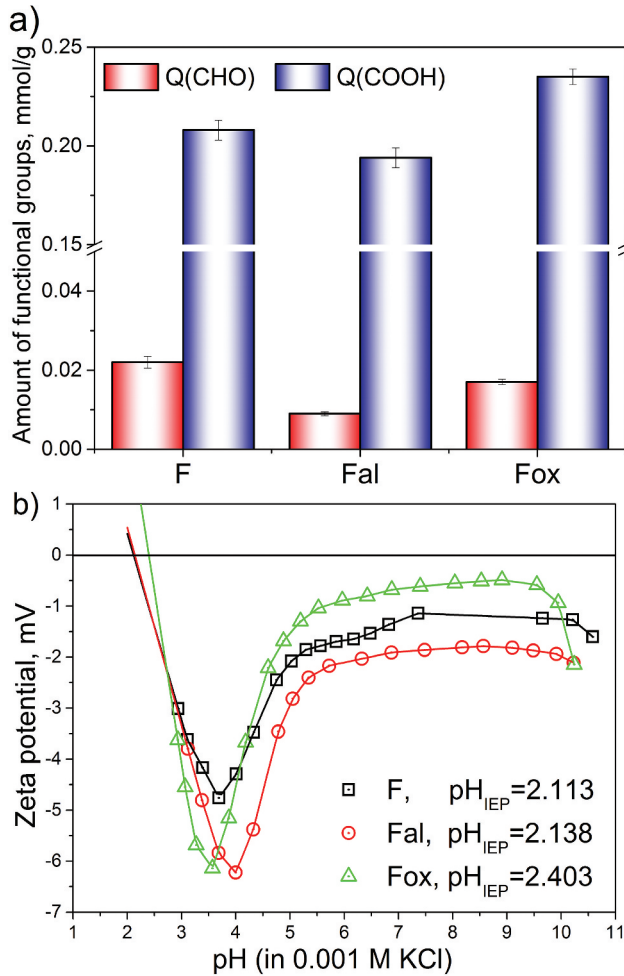 a)
0.25
Q(CHO) Q(COOH)
0.20
0.15
0.04
0.02
0.00
Amount of functional groups, mmol/g
F Fal Fox
b)
1
0
-1
-2
-3
-4
-5
-6
-7
Zeta potential, mV
F, pH_IEP=2.113
Fal, pH_IEP=2.138
Fox, pH_IEP=2.403
1 2 3 4 5 6 7 8 9 10 11
pH (in 0.001 M KCl)